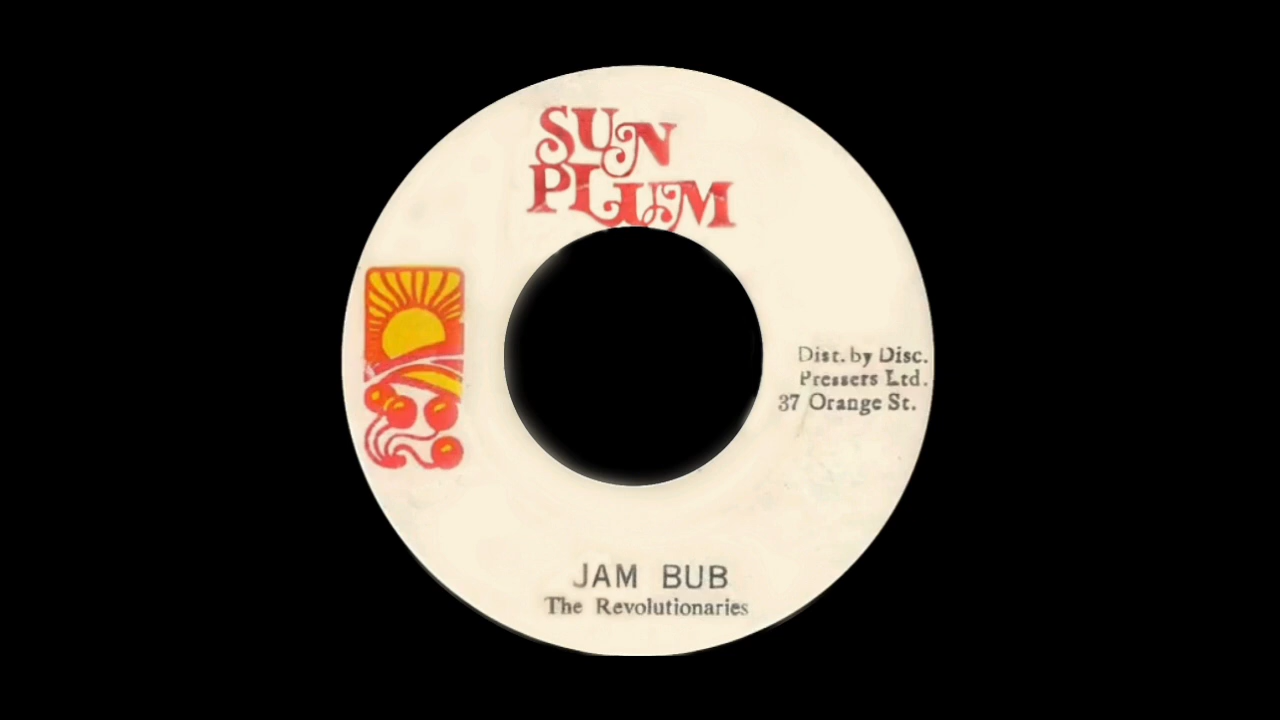 SUN
PLUM
Dist. by Disc.
Pressers Ltd.
37 Orange St.
JAM BUB
The Revolutionaries